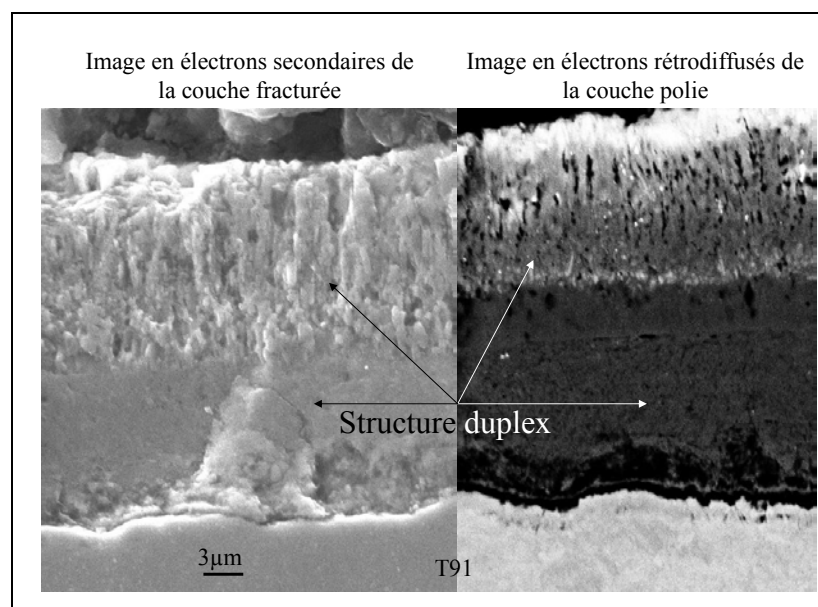 Image en électrons secondaires de
la couche fracturée
Image en électrons rétrodiffusés de
la couche polie
Structure duplex
3µm
T91